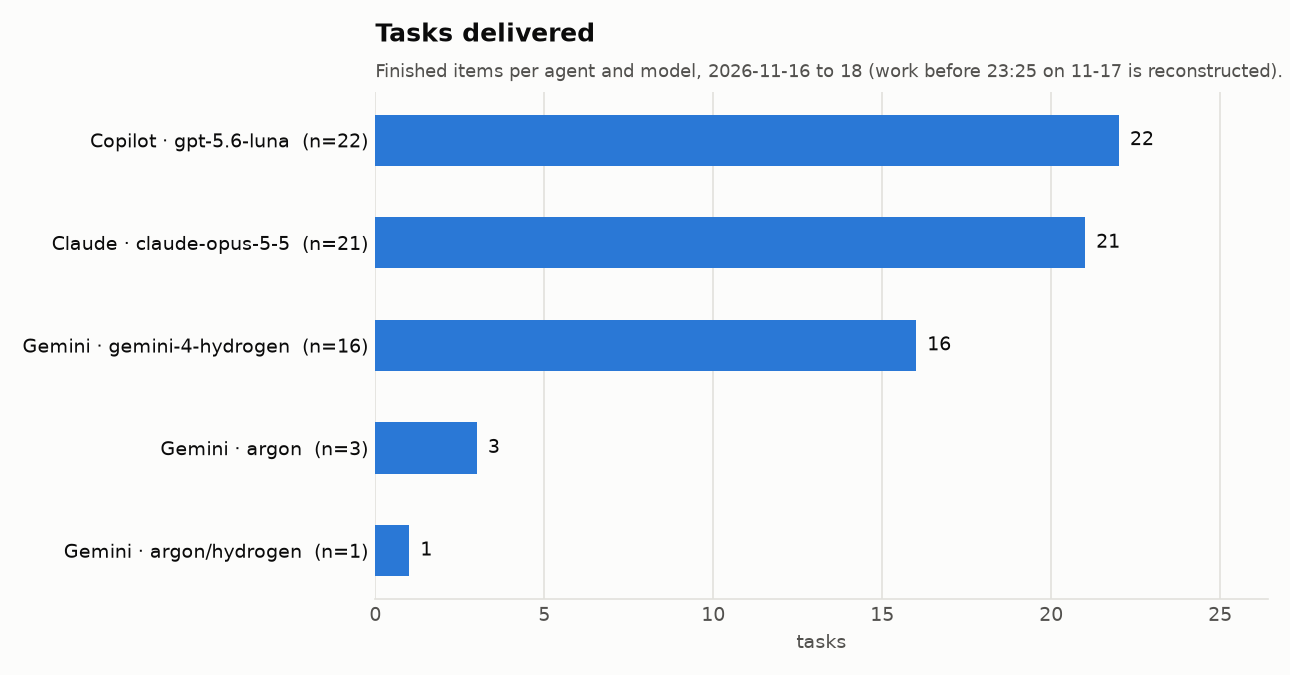 Tasks delivered
Finished items per agent and model, 2026-11-16 to 18 (work before 23:25 on 11-17 is reconstructed).
Copilot · gpt-5.6-luna (n=22)
22
Claude · claude-opus-5-5 (n=21)
21
Gemini · gemini-4-hydrogen (n=16)
16
Gemini · argon (n=3)
3
Gemini · argon/hydrogen (n=1)
1
0 5 10 15 20 25
tasks